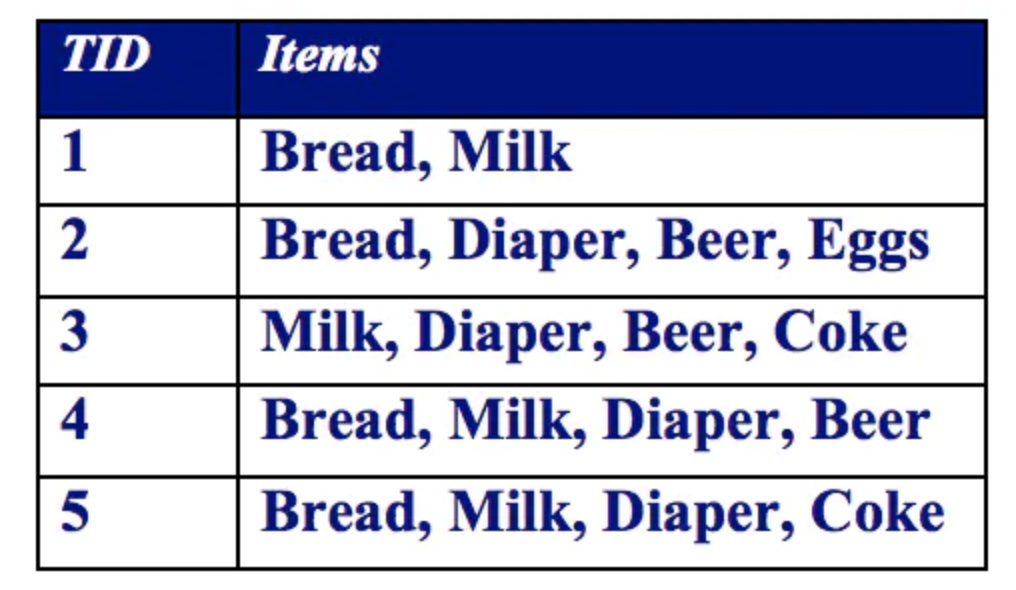 TID Items
1 Bread, Milk
2 Bread, Diaper, Beer, Eggs
3 Milk, Diaper, Beer, Coke
4 Bread, Milk, Diaper, Beer
5 Bread, Milk, Diaper, Coke